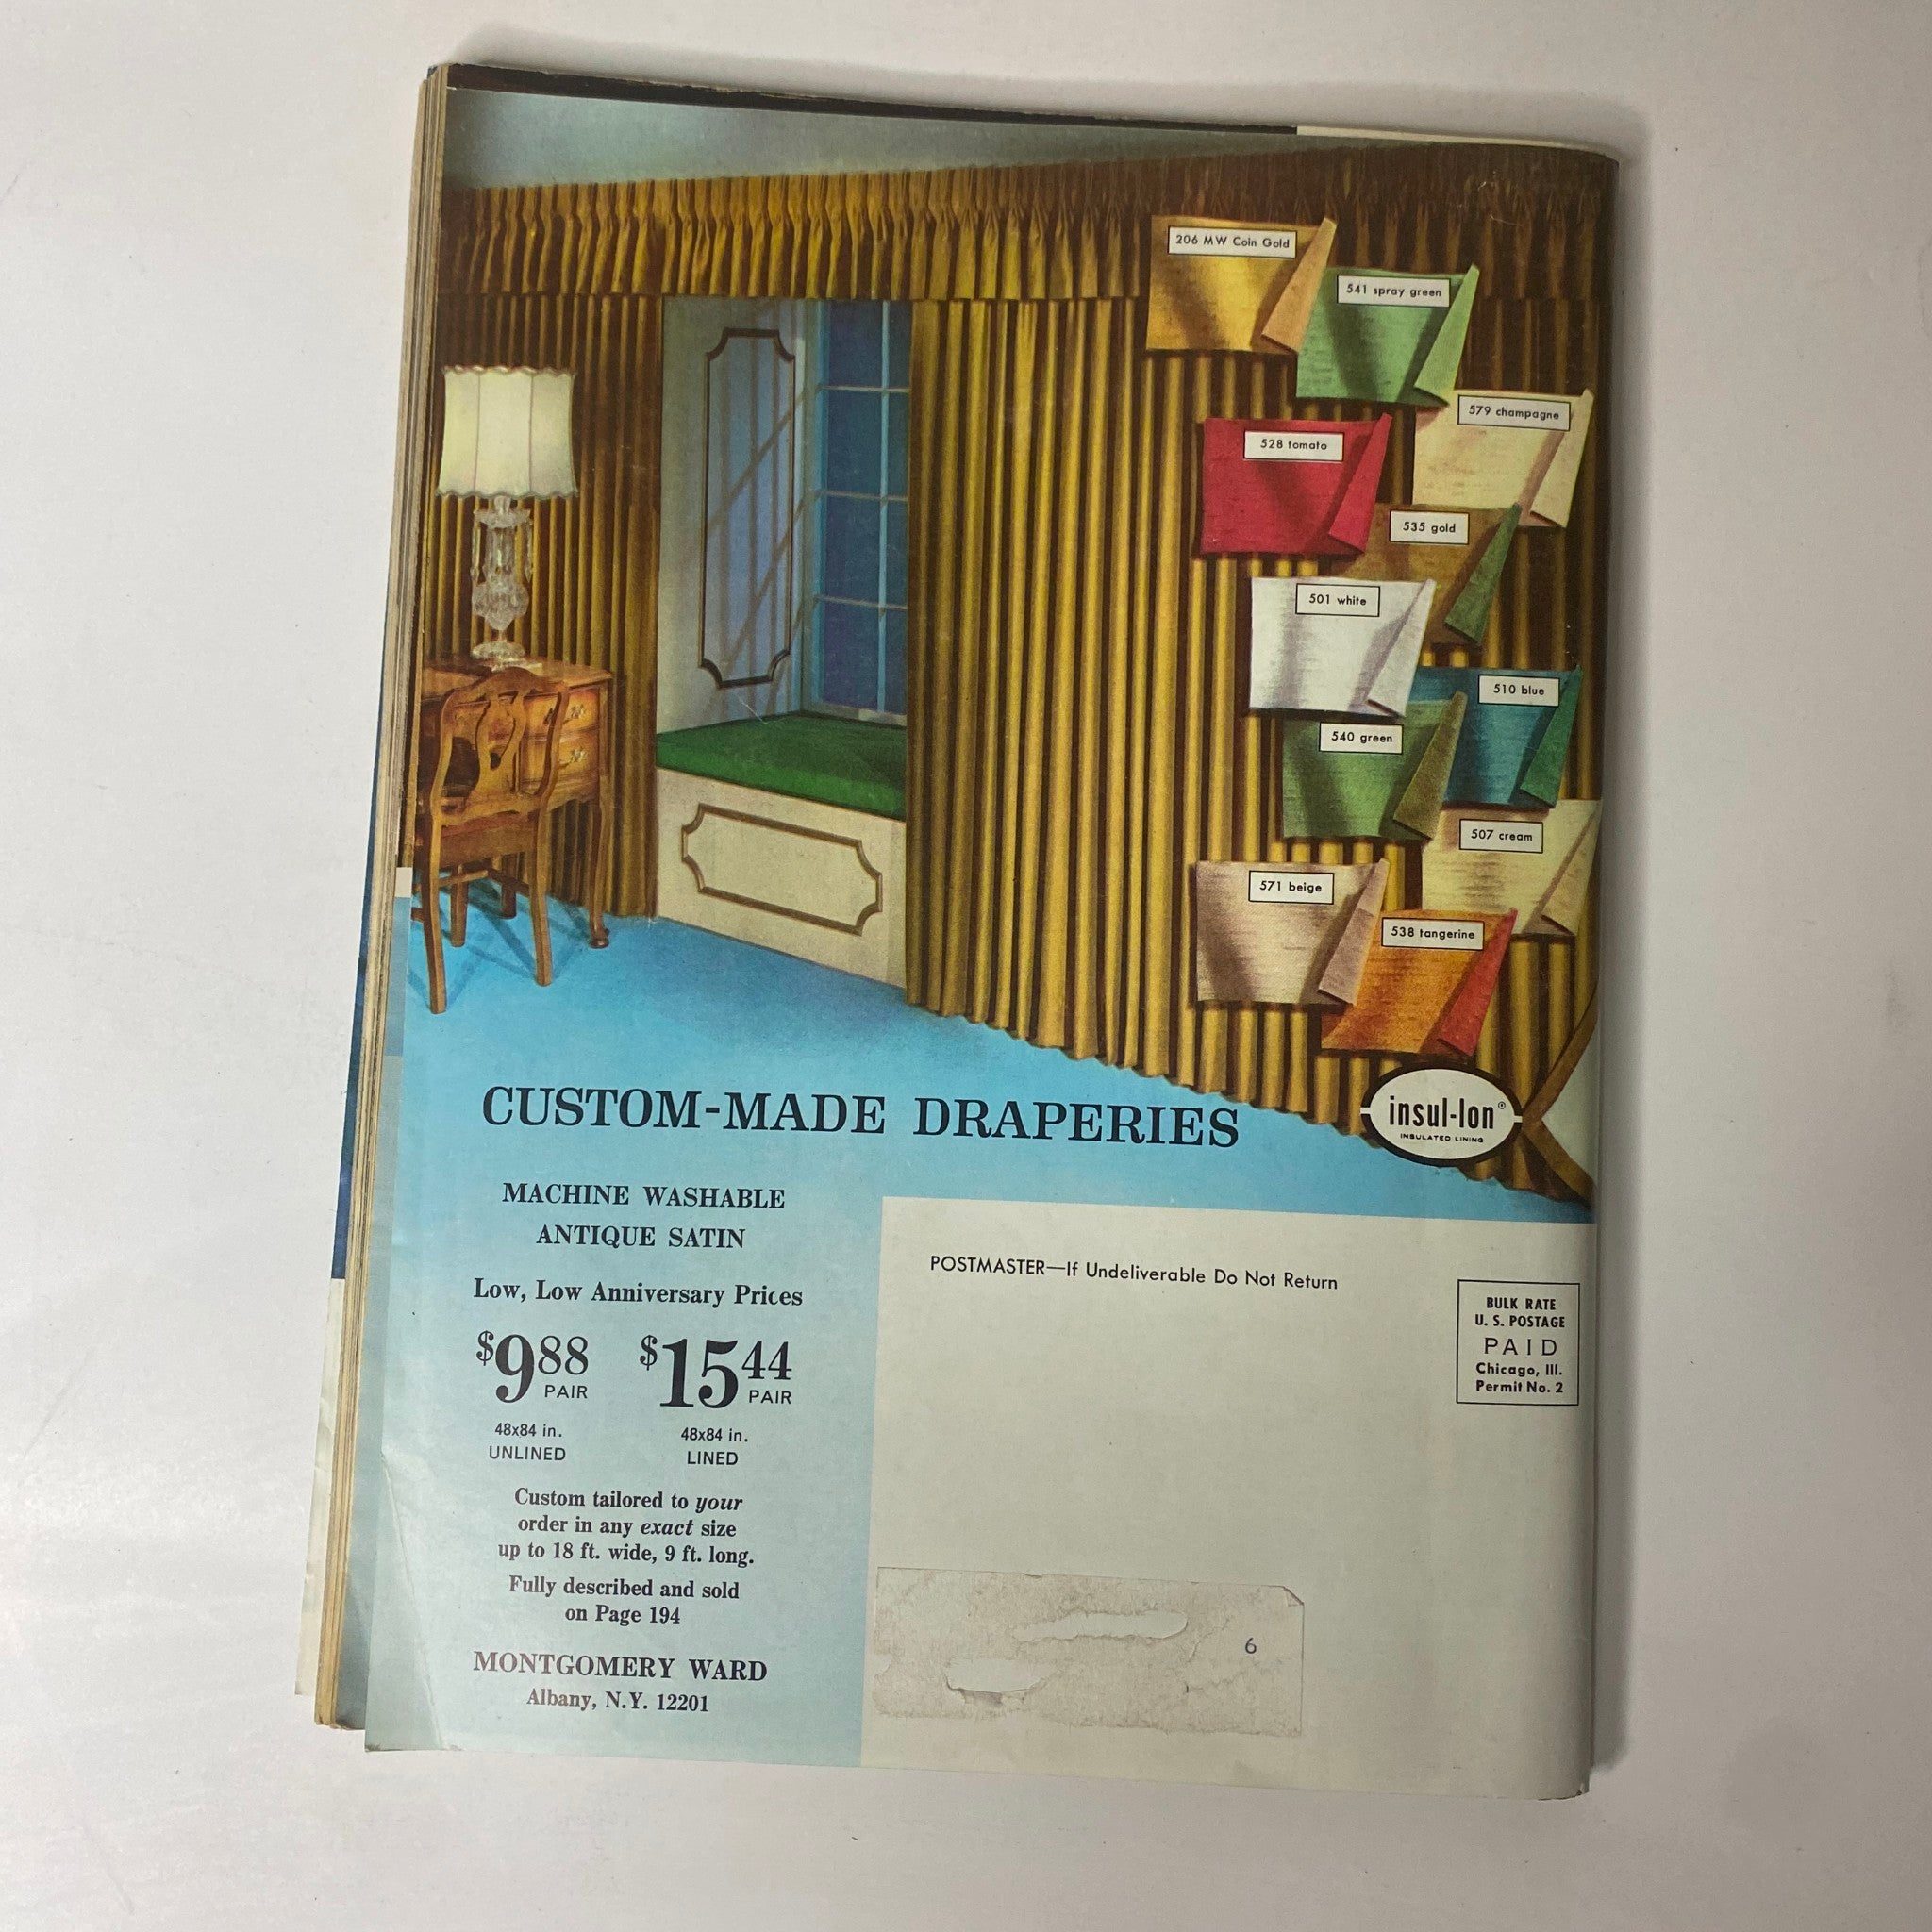 206 MW Coin Gold
541 spray green
579 champagne
528 tomato
535 gold
501 white
510 blue
540 green
507 cream
571 beige
538 tangerine
insul-lon®
INSULATED LINING
CUSTOM-MADE DRAPERIES
MACHINE WASHABLE
ANTIQUE SATIN
Low, Low Anniversary Prices
$9 88 PAIR
$15 44 PAIR
48x84 in.
UNLINED
48x84 in.
LINED
Custom tailored to your
order in any exact size
up to 18 ft. wide, 9 ft. long.
Fully described and sold
on Page 194
MONTGOMERY WARD
Albany, N.Y. 12201
POSTMASTER—If Undeliverable Do Not Return
BULK RATE
U. S. POSTAGE
PAID
Chicago, Ill.
Permit No. 2
6